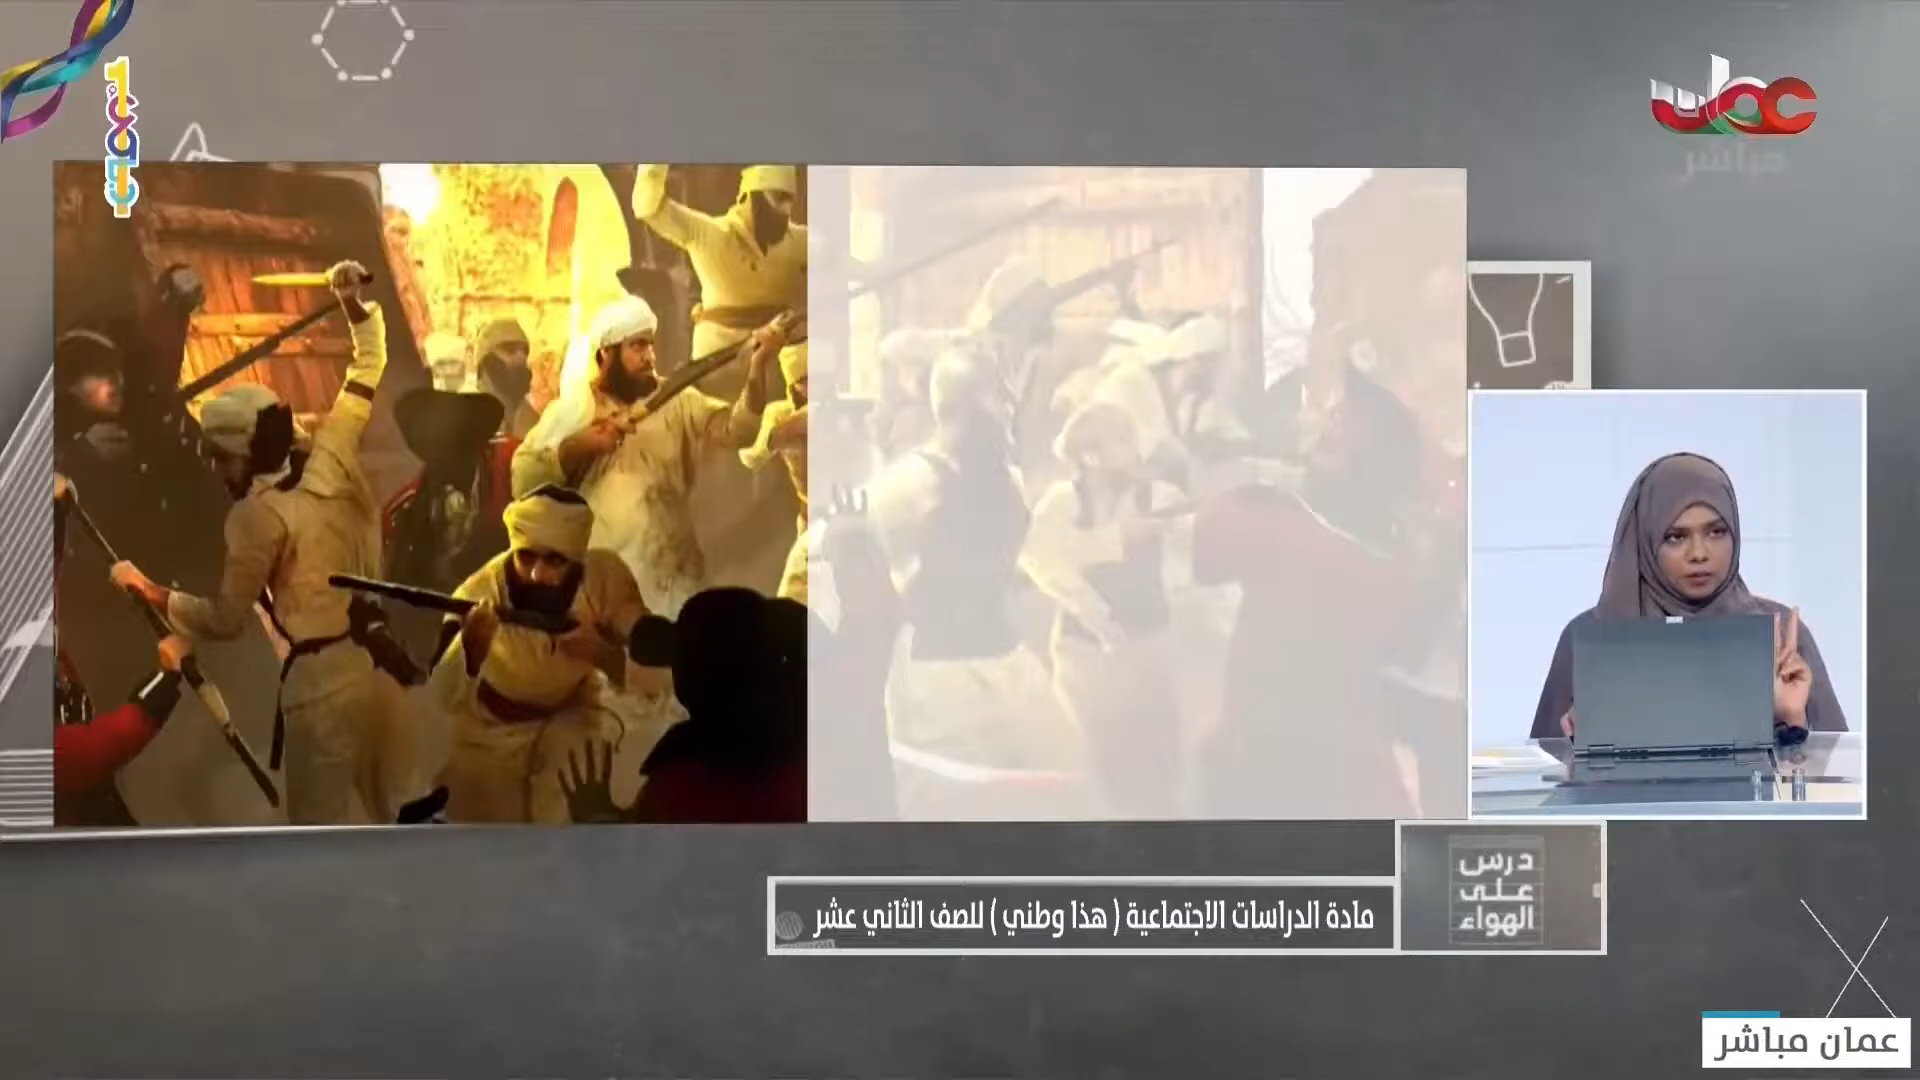 عمان
مباشر
درس
على
الهواء
مادة الدراسات الاجتماعية ( هذا وطني ) للصف الثاني عشر
عمان مباشر